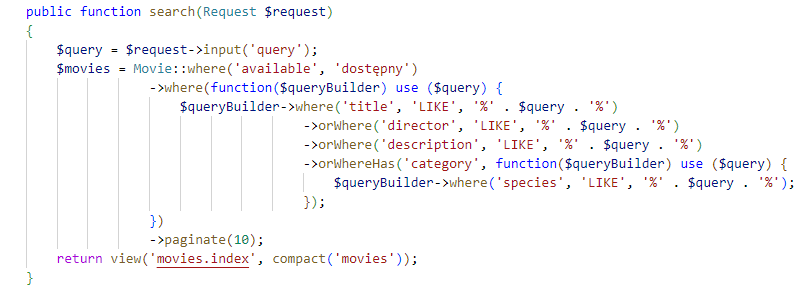 public function search(Request $request)
{
$query = $request->input('query');
$movies = Movie::where('available', 'dostępny')
->where(function($queryBuilder) use ($query) {
$queryBuilder->where('title', 'LIKE', '%' . $query . '%')
->orWhere('director', 'LIKE', '%' . $query . '%')
->orWhere('description', 'LIKE', '%' . $query . '%')
->orWhereHas('category', function($queryBuilder) use ($query) {
$queryBuilder->where('species', 'LIKE', '%' . $query . '%');
});
})
->paginate(10);
return view('movies.index', compact('movies'));
}